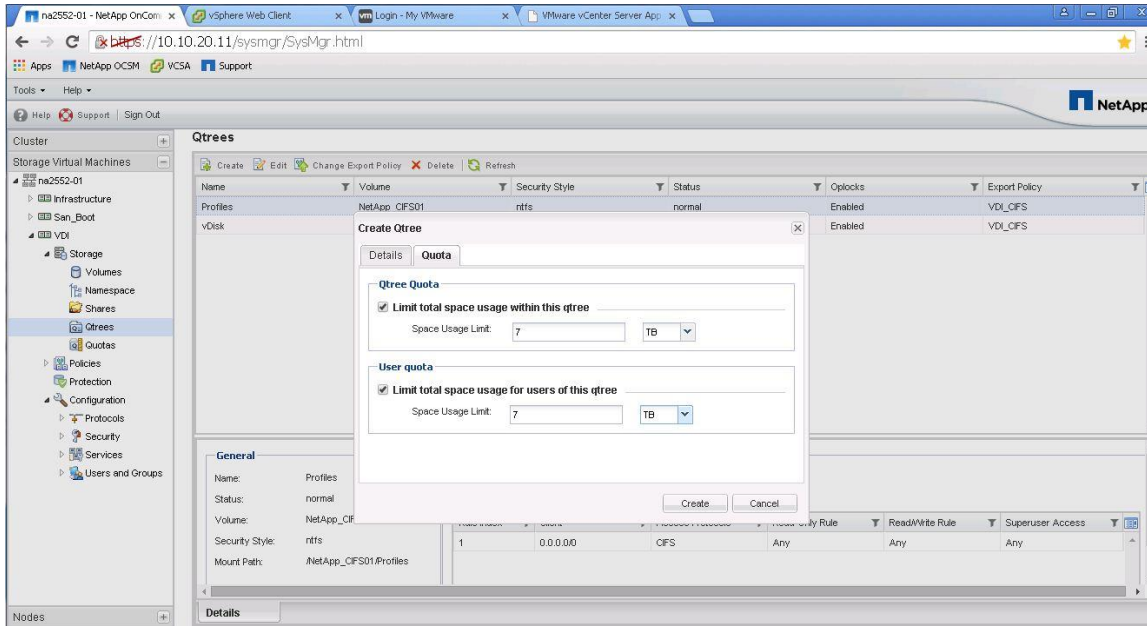 na2552-01 - NetApp OnCom
vSphere Web Client
Login - My VMware
VMware vCenter Server App
https://10.10.20.11/sysmgr/SysMgr.html
Apps NetApp OCSM VCSA Support
Tools Help
NetApp
Help Support Sign Out
Cluster
Storage Virtual Machines
na2552-01
Infrastructure
San_Boot
VDI
Storage
Volumes
Namespace
Shares
Qtrees
Quotas
Policies
Protection
Configuration
Protocols
Security
Services
Users and Groups
Nodes
Qtrees
Create Edit Change Export Policy Delete Refresh
Name Volume Security Style Status Oplocks Export Policy
Profiles NetApp_CIFS01 ntfs normal Enabled VDI_CIFS
vDisk Enabled VDI_CIFS
Create Qtree
Details Quota
Qtree Quota
Limit total space usage within this qtree
Space Usage Limit: 7 TB
User quota
Limit total space usage for users of this qtree
Space Usage Limit: 7 TB
Create Cancel
General
Name: Profiles
Status: normal
Volume: NetApp_CIF
Security Style: ntfs
Mount Path: /NetApp_CIFS01/Profiles
Rule Index Client Access Protocols Read-Only Rule Read/Write Rule Superuser Access
1 0.0.0.0/0 CIFS Any Any Any
Details